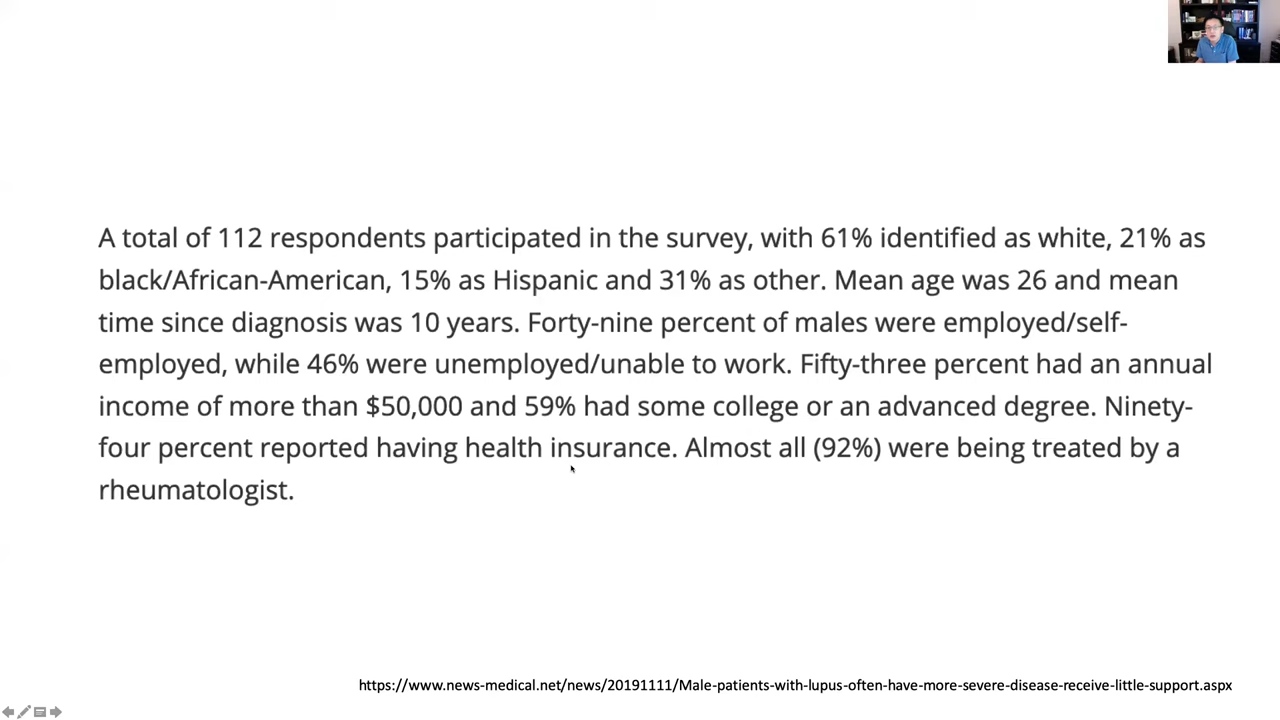 A total of 112 respondents participated in the survey, with 61% identified as white, 21% as
black/African-American, 15% as Hispanic and 31% as other. Mean age was 26 and mean
time since diagnosis was 10 years. Forty-nine percent of males were employed/self-
employed, while 46% were unemployed/unable to work. Fifty-three percent had an annual
income of more than $50,000 and 59% had some college or an advanced degree. Ninety-
four percent reported having health insurance. Almost all (92%) were being treated by a
rheumatologist.
https://www.news-medical.net/news/20191111/Male-patients-with-lupus-often-have-more-severe-disease-receive-little-support.aspx